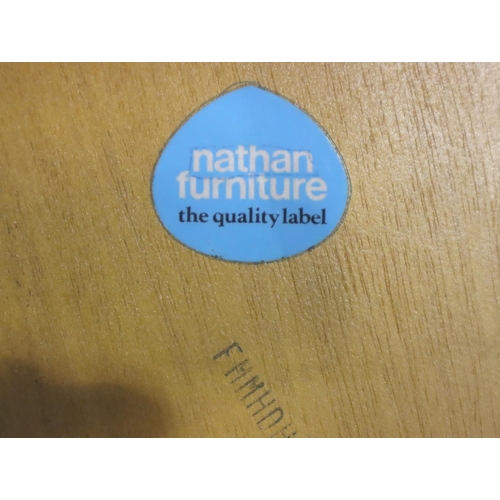 nathan
furniture
the quality label